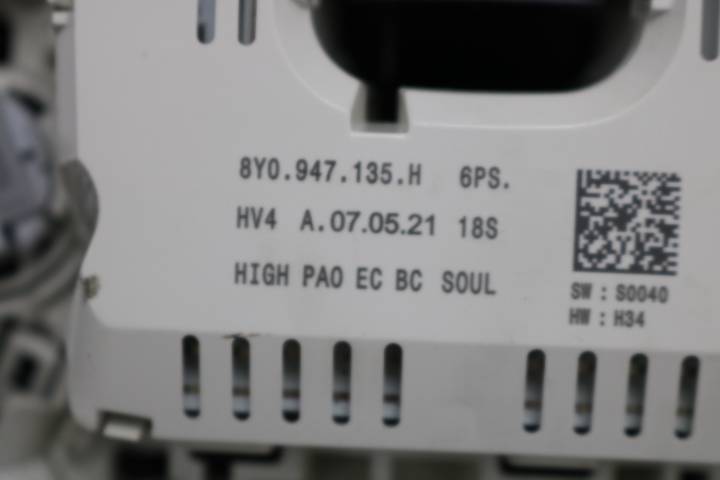 8Y0.947.135.H 6PS.
HV4 A.07.05.21 18S
HIGH PAO EC BC SOUL
SW : S0040
HW : H34